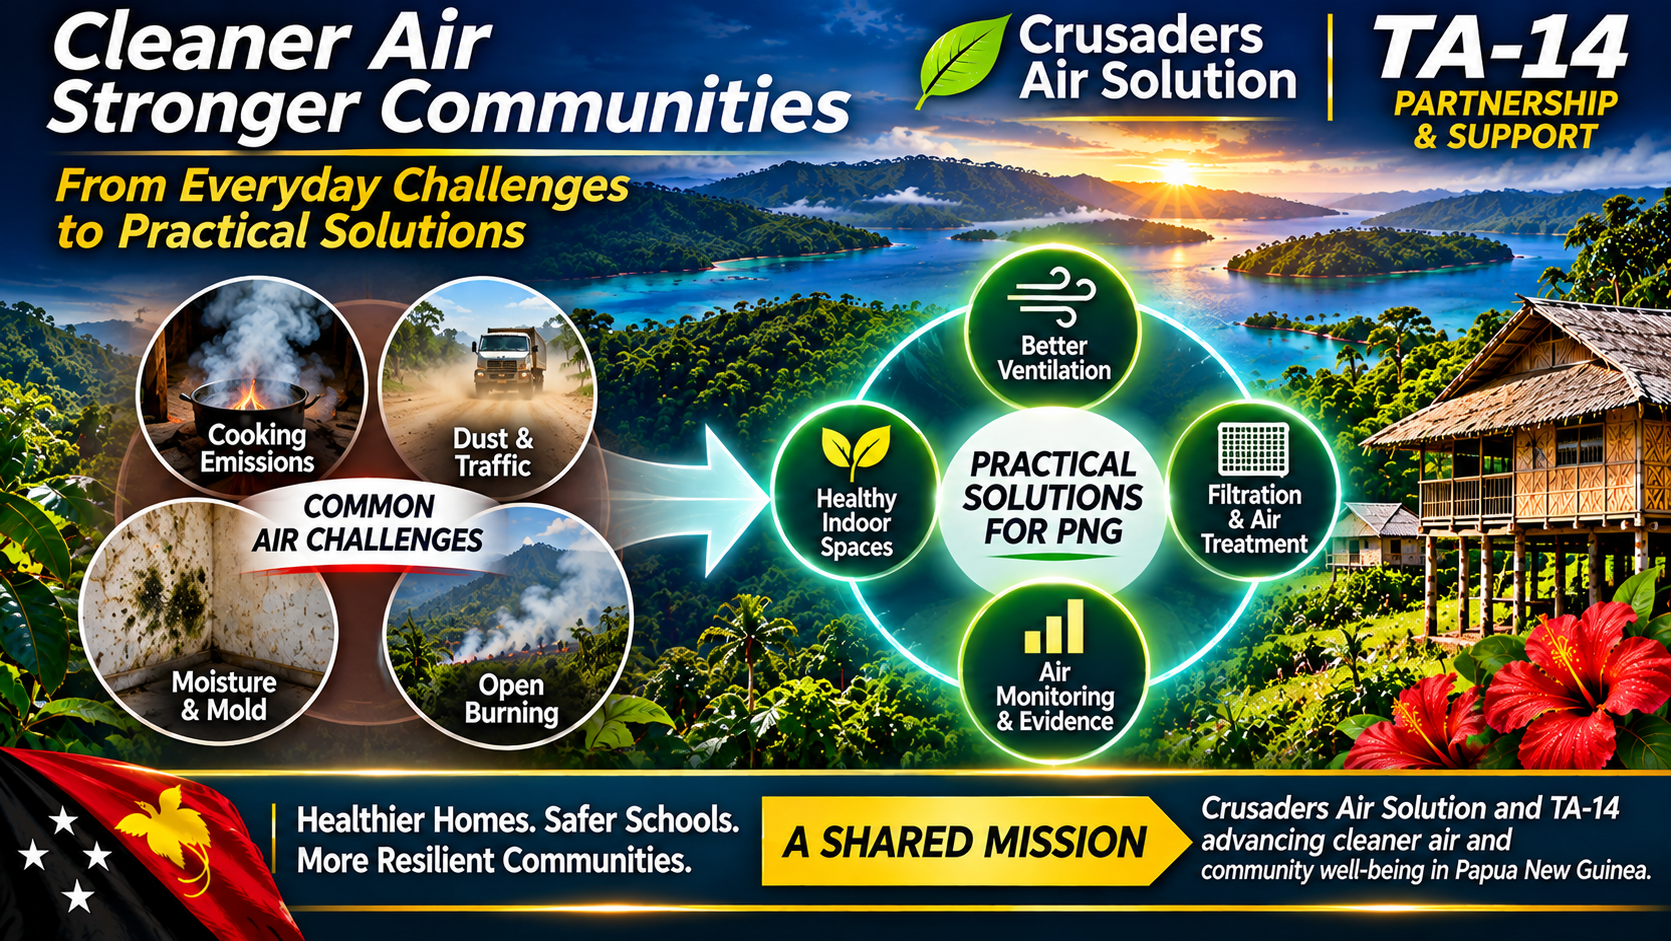 Cleaner Air
Stronger Communities
From Everyday Challenges
to Practical Solutions
Crusaders
Air Solution
TA-14
PARTNERSHIP
& SUPPORT
Cooking
Emissions
Dust &
Traffic
COMMON
AIR CHALLENGES
Moisture
& Mold
Open
Burning
Better
Ventilation
Healthy
Indoor
Spaces
PRACTICAL
SOLUTIONS
FOR PNG
Filtration
& Air
Treatment
Air
Monitoring
& Evidence
Healthier Homes. Safer Schools.
More Resilient Communities.
A SHARED MISSION
Crusaders Air Solution and TA-14
advancing cleaner air and
community well-being in Papua New Guinea.